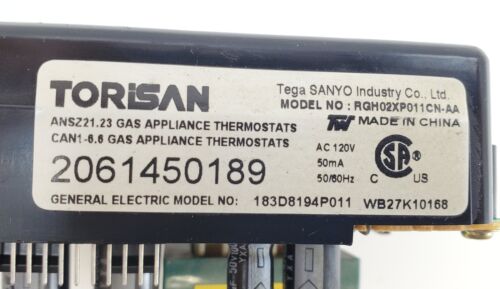 TORiSAN
Tega SANYO Industry Co., Ltd.
MODEL NO : RGH02XP011CN-AA
ANSZ21.23 GAS APPLIANCE THERMOSTATS
MADE IN CHINA
CAN1-6.6 GAS APPLIANCE THERMOSTATS
2061450189
AC 120V
50mA
50/60Hz
C US
GENERAL ELECTRIC MODEL NO: 183D8194P011 WB27K10168